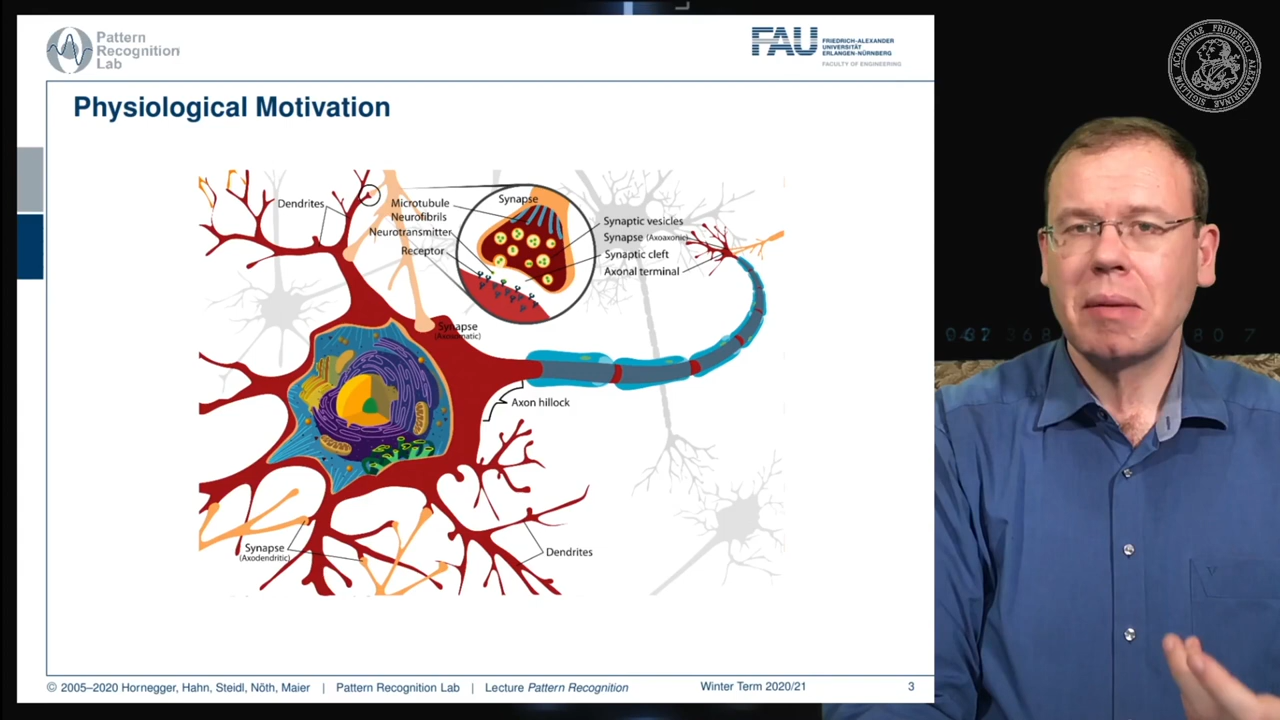 Pattern
Recognition
Lab
FAU
FRIEDRICH-ALEXANDER
UNIVERSITÄT
ERLANGEN-NÜRNBERG
FACULTY OF ENGINEERING
Physiological Motivation
Dendrites
Microtubule
Neurofibrils
Neurotransmitter
Receptor
Synapse
Synaptic vesicles
Synapse (Axoaxonic)
Synaptic cleft
Axonal terminal
Synapse
Axon hillock
Synapse
(Axodendritic)
Dendrites
© 2005–2020 Hornegger, Hahn, Steidl, Nöth, Maier | Pattern Recognition Lab | Lecture Pattern Recognition
Winter Term 2020/21
3